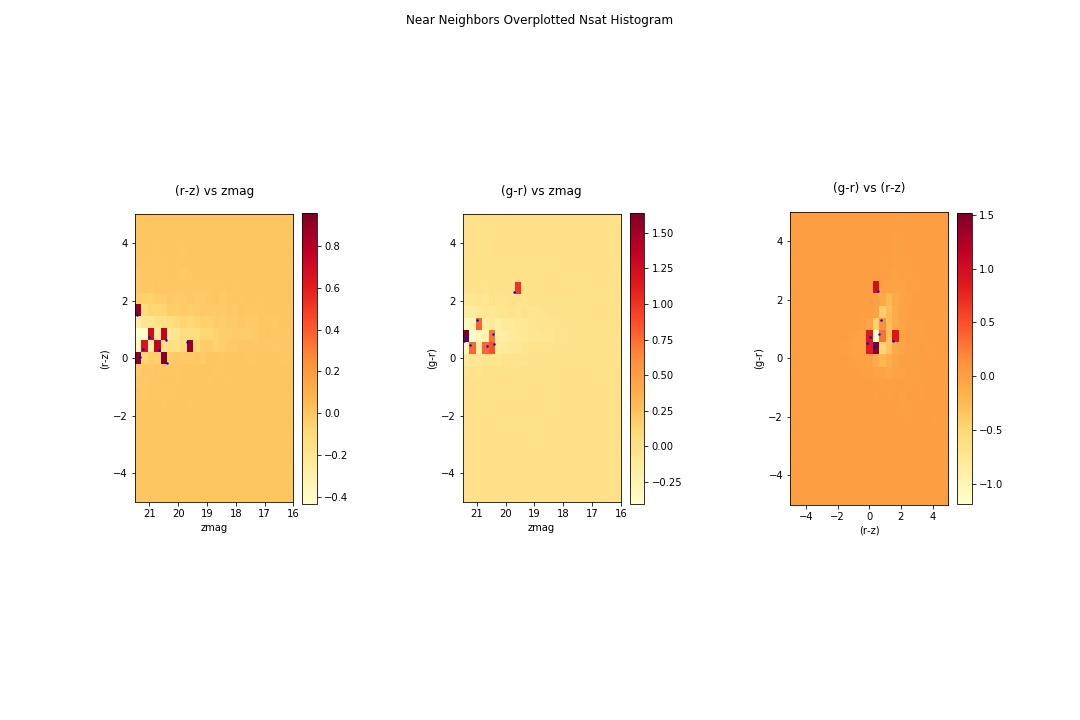 Near Neighbors Overplotted Nsat Histogram
(r-z) vs zmag
4
2
0
−2
−4
(r-z)
21 20 19 18 17 16
zmag
0.8
0.6
0.4
0.2
0.0
−0.2
−0.4
(g-r) vs zmag
4
2
0
−2
−4
(g-r)
21 20 19 18 17 16
zmag
1.50
1.25
1.00
0.75
0.50
0.25
0.00
−0.25
(g-r) vs (r-z)
4
2
0
−2
−4
(g-r)
−4 −2 0 2 4
(r-z)
1.5
1.0
0.5
0.0
−0.5
−1.0